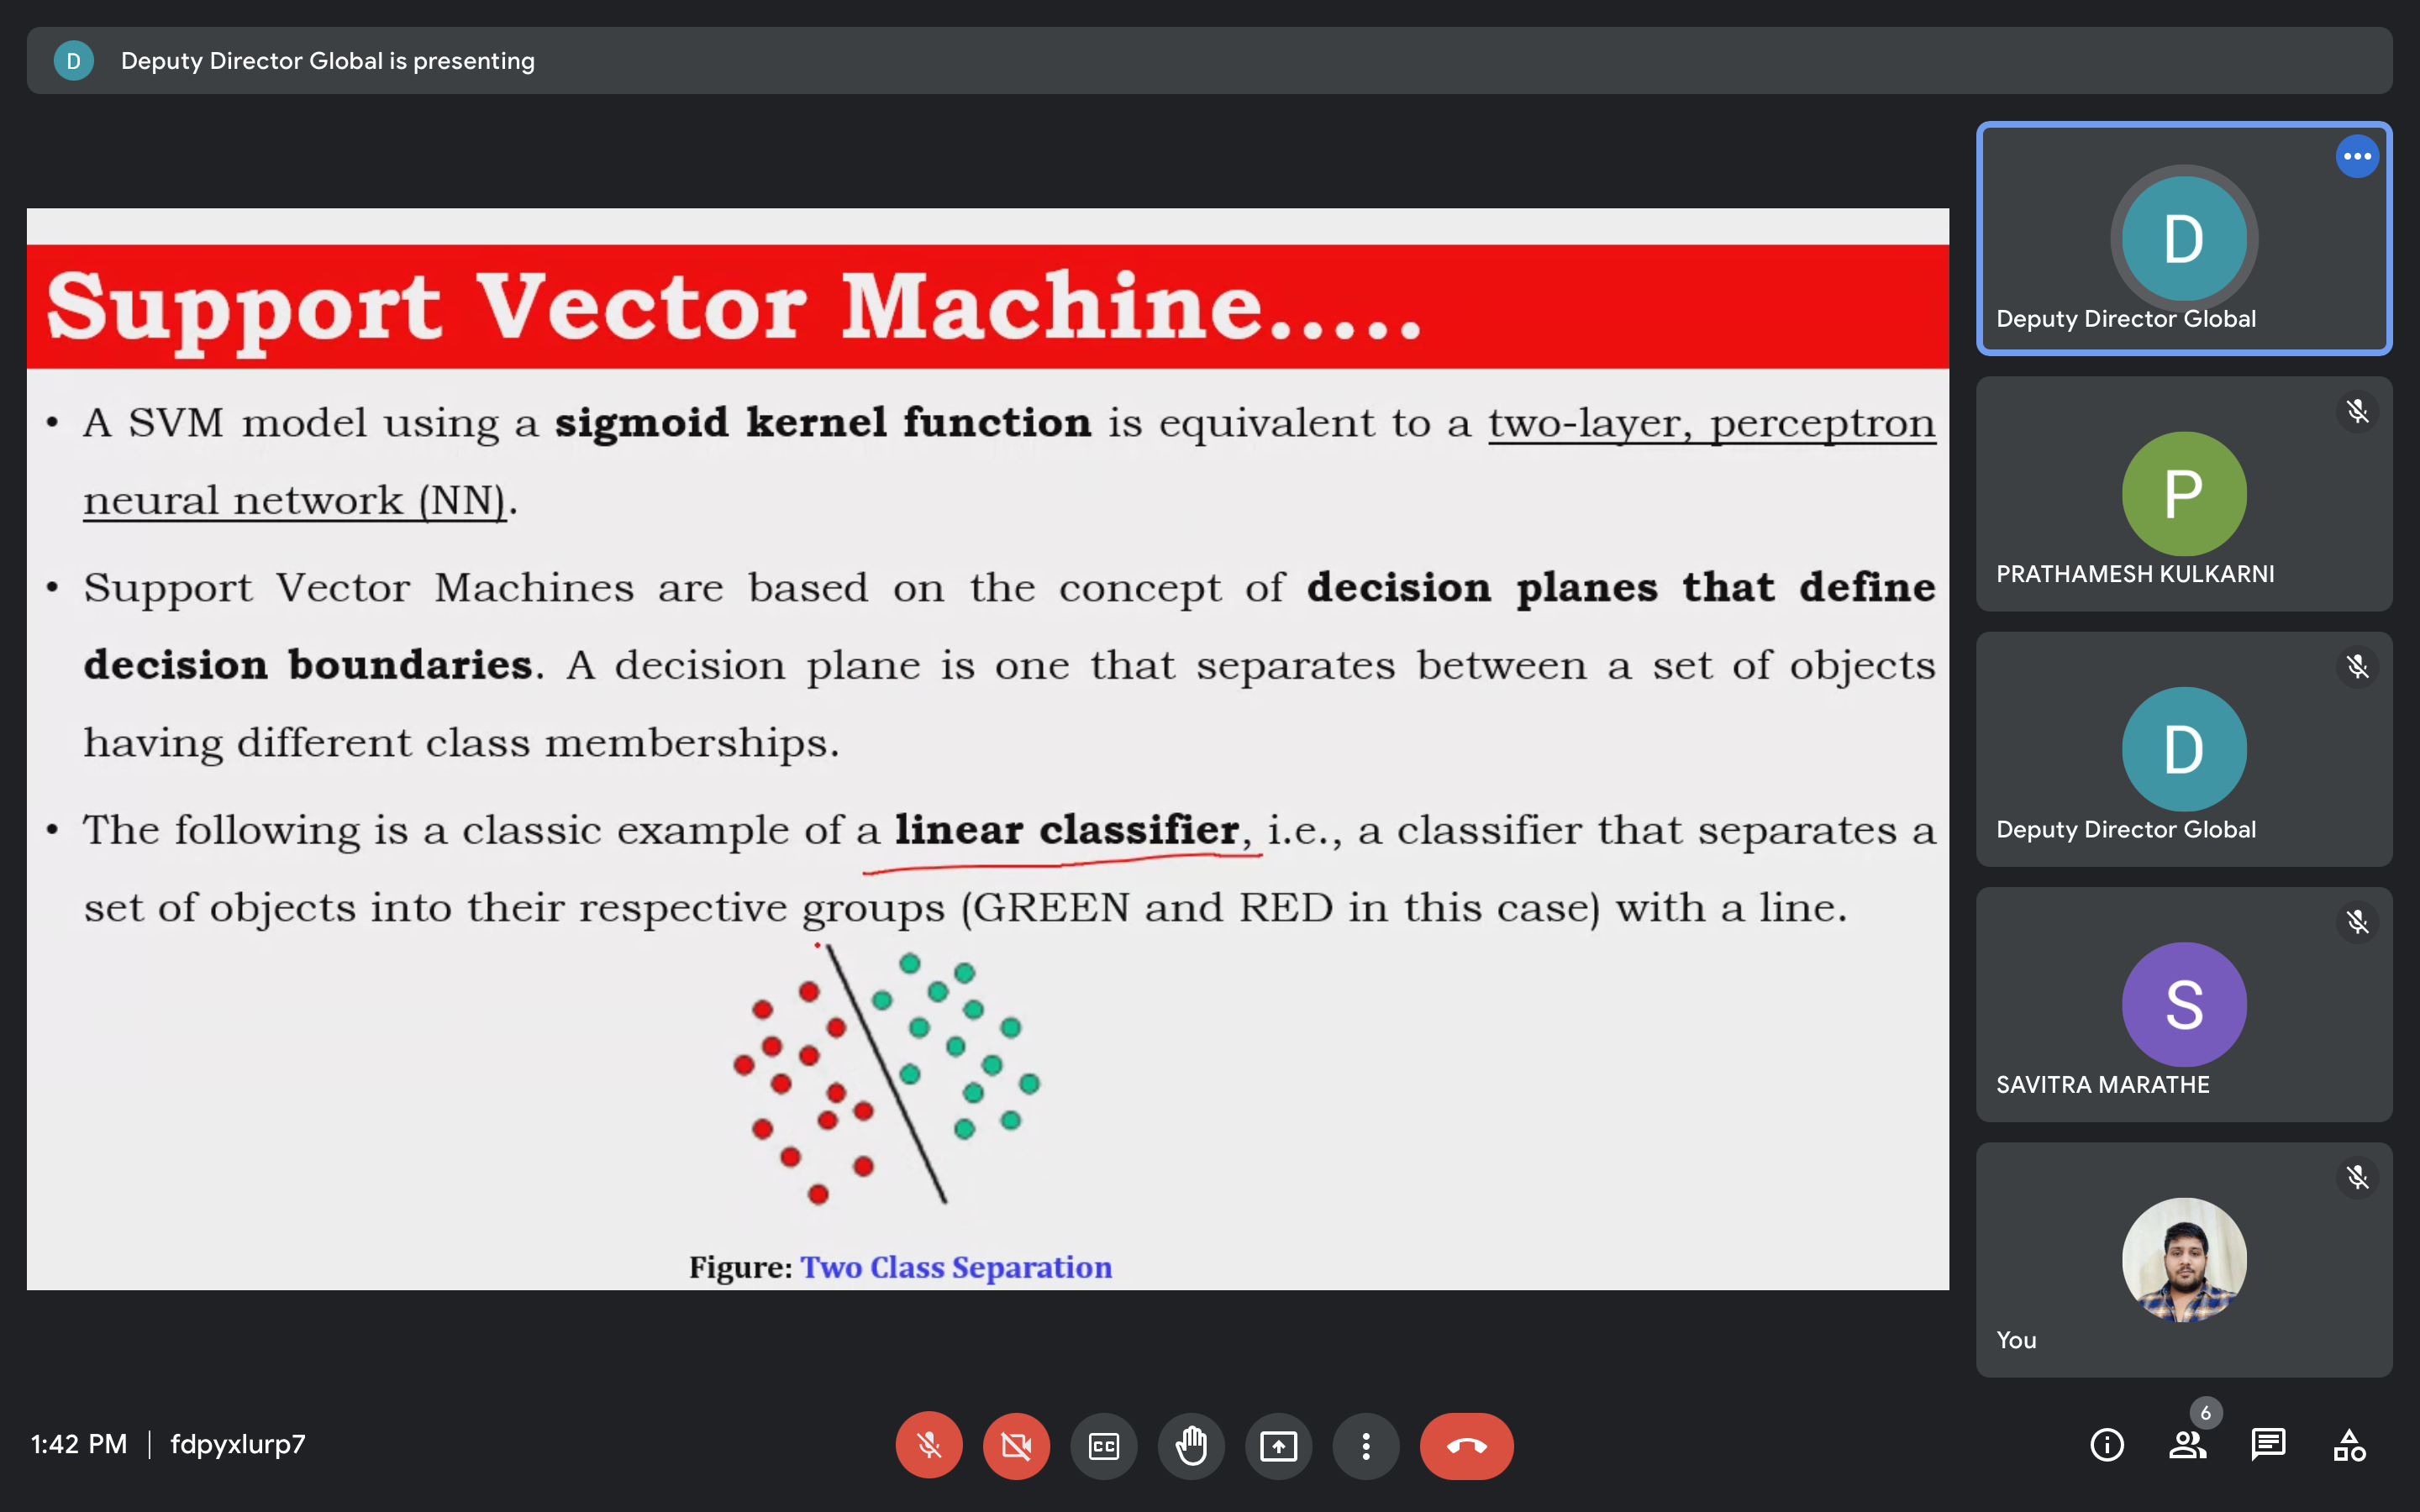 D
Deputy Director Global is presenting
Support Vector Machine.....
• A SVM model using a sigmoid kernel function is equivalent to a two-layer, perceptron
neural network (NN).
• Support Vector Machines are based on the concept of decision planes that define
decision boundaries. A decision plane is one that separates between a set of objects
having different class memberships.
• The following is a classic example of a linear classifier, i.e., a classifier that separates a
set of objects into their respective groups (GREEN and RED in this case) with a line.
Figure: Two Class Separation
D
Deputy Director Global
P
PRATHAMESH KULKARNI
D
Deputy Director Global
S
SAVITRA MARATHE
You
1:42 PM | fdpyxlurp7
CC
6